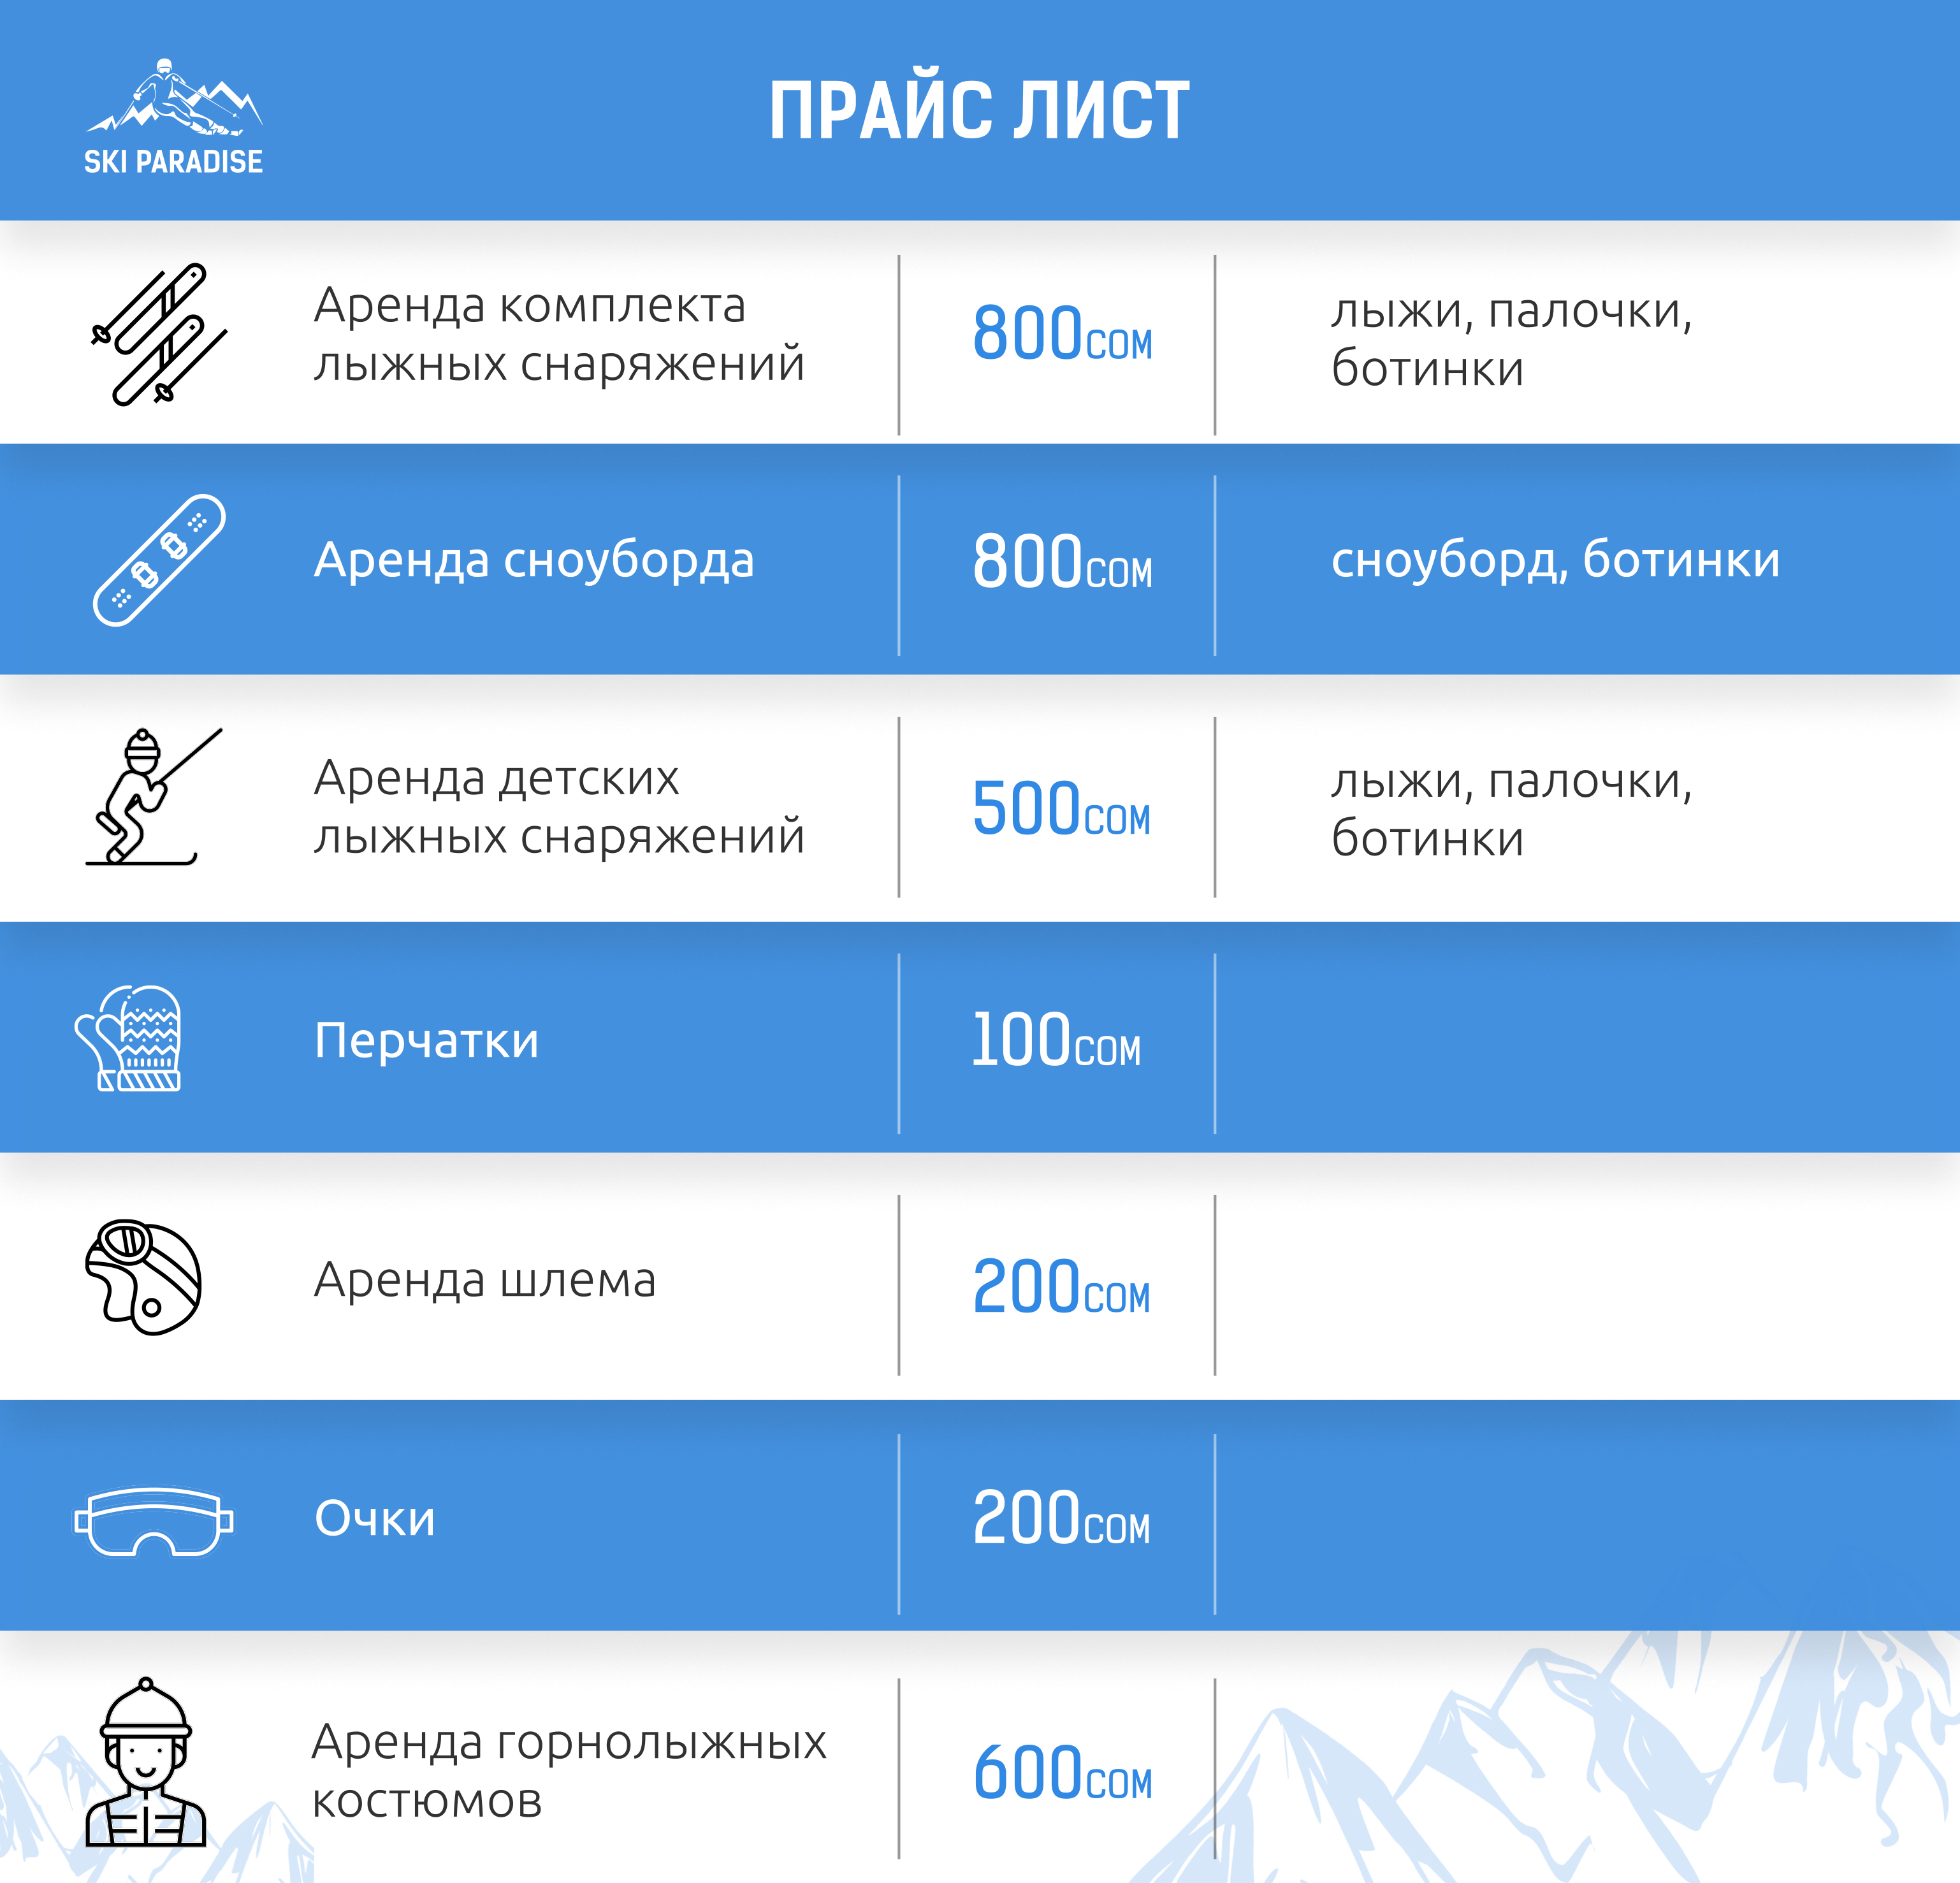 SKI PARADISE
ПРАЙС ЛИСТ
Аренда комплекта
лыжных снаряжений
800сом
лыжи, палочки,
ботинки
Аренда сноуборда
800сом
сноуборд, ботинки
Аренда детских
лыжных снаряжений
500сом
лыжи, палочки,
ботинки
Перчатки
100сом
Аренда шлема
200сом
Очки
200сом
Аренда горнолыжных
костюмов
600сом